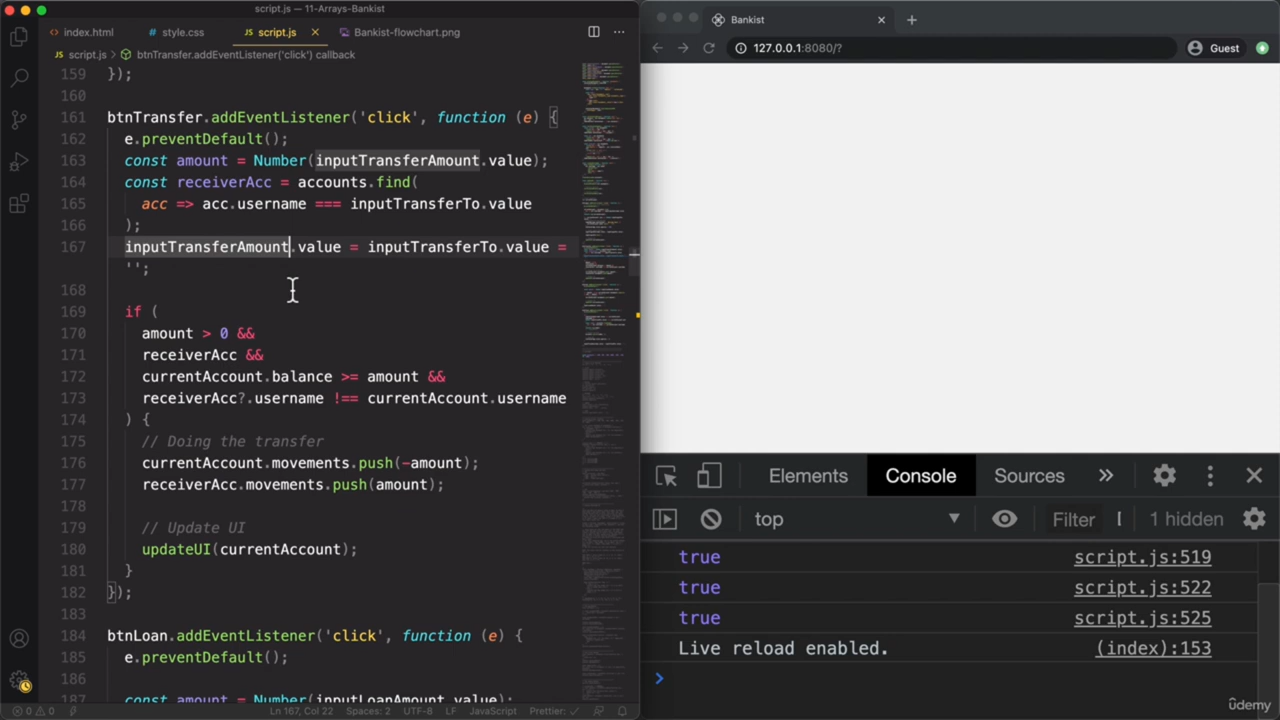 script.js - 11-Arrays-Bankist
index.html
style.css
JS script.js
Bankist-flowchart.png
JS script.js > btnTransfer.addEventListener('click') callback
});
160
161 btnTransfer.addEventListener('click', function (e) {
162 e.preventDefault();
163 const amount = Number(inputTransferAmount.value);
164 const receiverAcc = accounts.find(
165 acc => acc.username === inputTransferTo.value
166 );
167 inputTransferAmount.value = inputTransferTo.value =
'';
168
169 if (
170 amount > 0 &&
171 receiverAcc &&
172 currentAccount.balance >= amount &&
173 receiverAcc?.username !== currentAccount.username
174 ) {
175 // Doing the transfer
176 currentAccount.movements.push(-amount);
177 receiverAcc.movements.push(amount);
178
179 // Update UI
180 updateUI(currentAccount);
181 }
182 });
183
184 btnLoan.addEventListener('click', function (e) {
185 e.preventDefault();
186
187 const amount = Number(inputLoanAmount.value);
0 0 Ln 167, Col 22 Spaces: 2 UTF-8 LF JavaScript Prettier: ✓
Bankist
127.0.0.1:8080/?
Guest
Elements Console Sources
top Filter 1 hidden
true script.js:519
true script.js:522
true script.js:525
Live reload enabled. (index):153
>
ûdemy